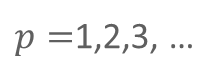 𝑝 =1,2,3, …